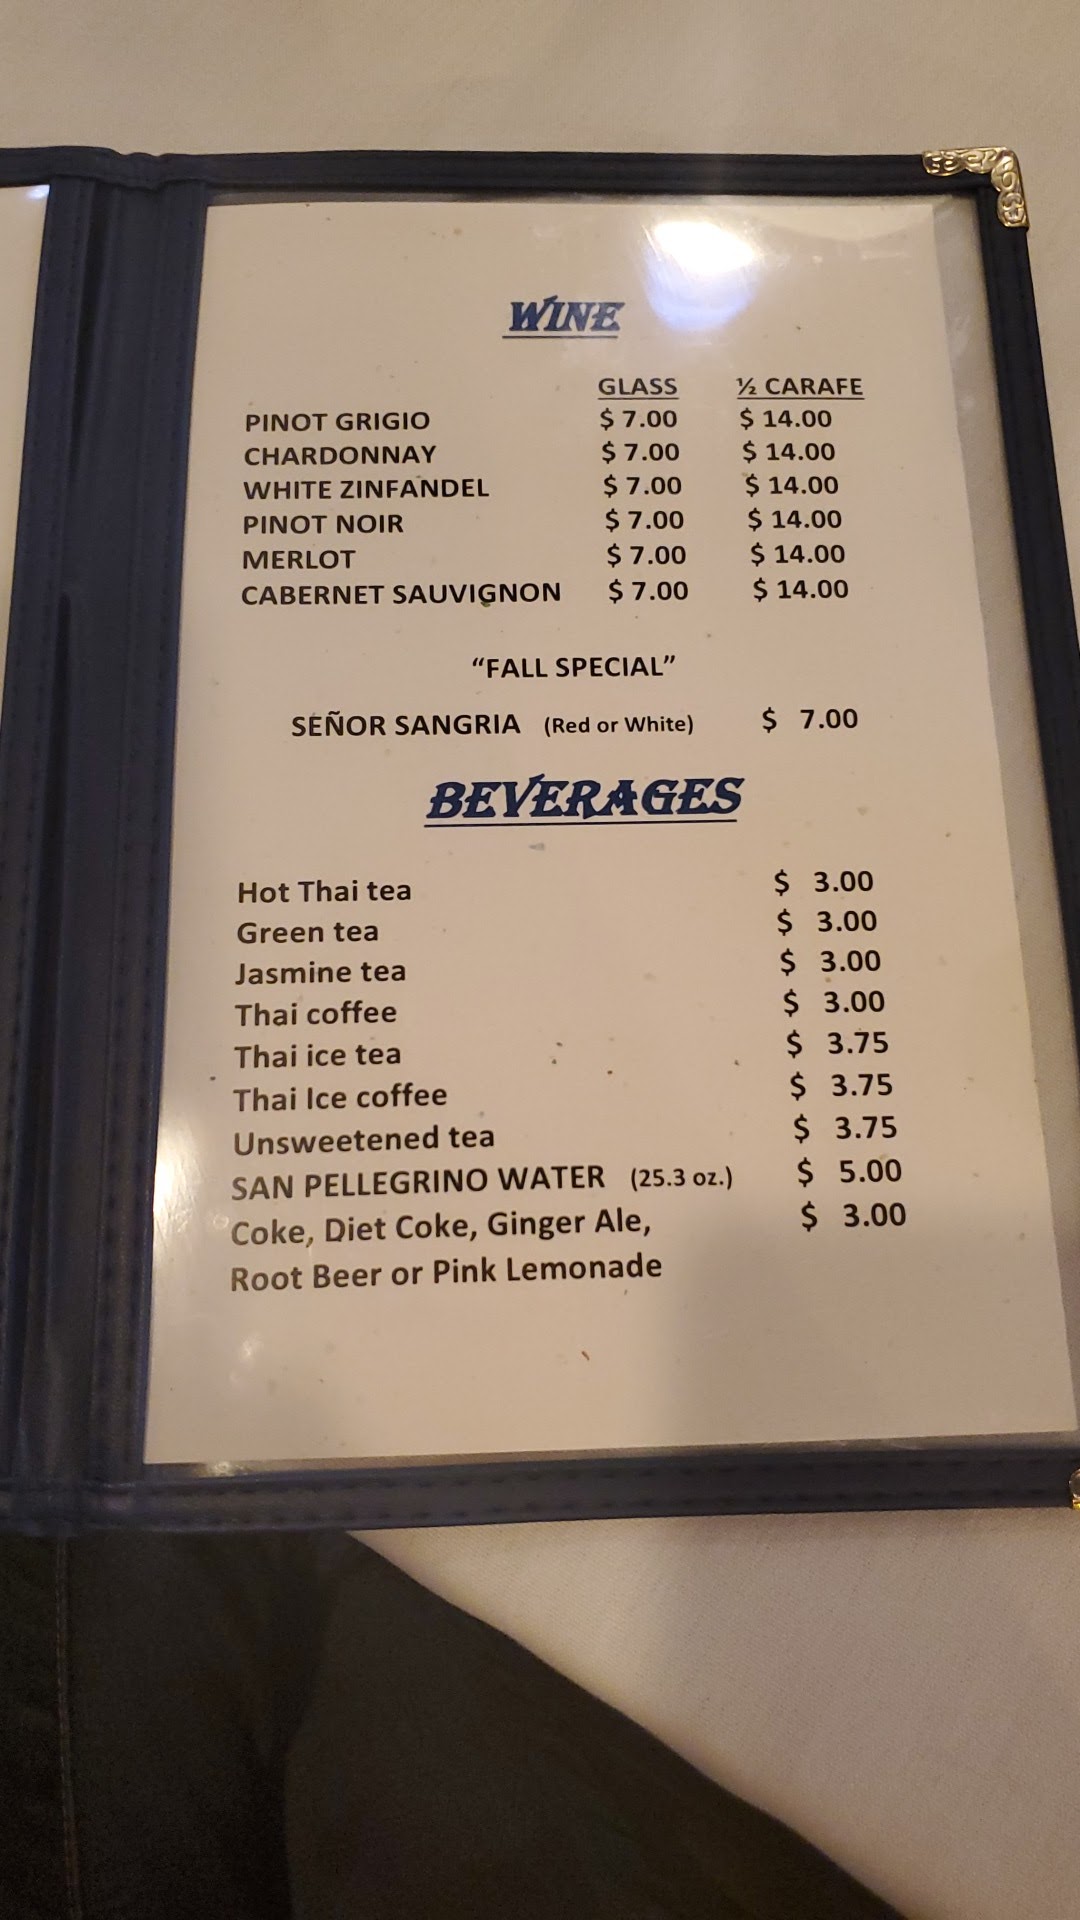 WINE
GLASS ½ CARAFE
PINOT GRIGIO $ 7.00 $ 14.00
CHARDONNAY $ 7.00 $ 14.00
WHITE ZINFANDEL $ 7.00 $ 14.00
PINOT NOIR $ 7.00 $ 14.00
MERLOT $ 7.00 $ 14.00
CABERNET SAUVIGNON $ 7.00 $ 14.00
“FALL SPECIAL”
SEÑOR SANGRIA (Red or White) $ 7.00
BEVERAGES
Hot Thai tea $ 3.00
Green tea $ 3.00
Jasmine tea $ 3.00
Thai coffee $ 3.00
Thai ice tea $ 3.75
Thai Ice coffee $ 3.75
Unsweetened tea $ 3.75
SAN PELLEGRINO WATER (25.3 oz.) $ 5.00
Coke, Diet Coke, Ginger Ale, $ 3.00
Root Beer or Pink Lemonade